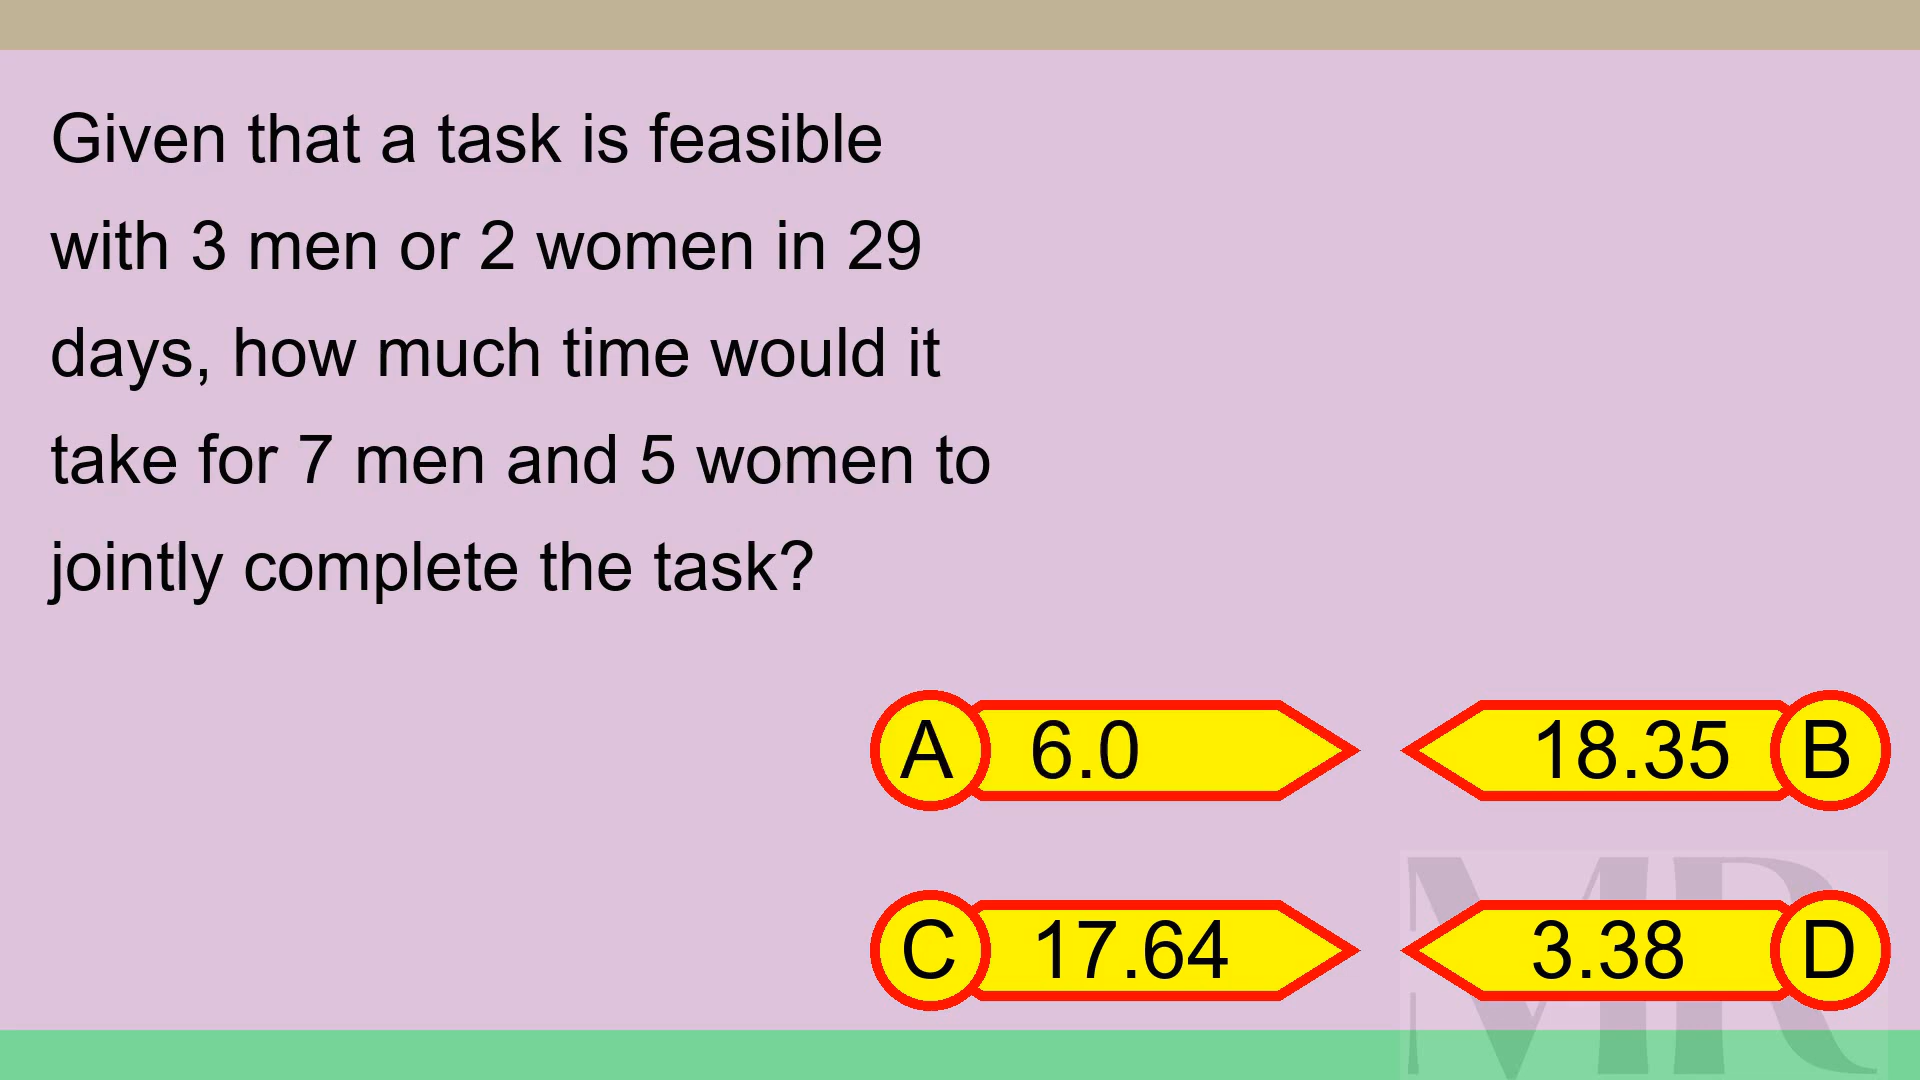 Given that a task is feasible
with 3 men or 2 women in 29
days, how much time would it
take for 7 men and 5 women to
jointly complete the task?
A 6.0
18.35 B
C 17.64
3.38 D
MR